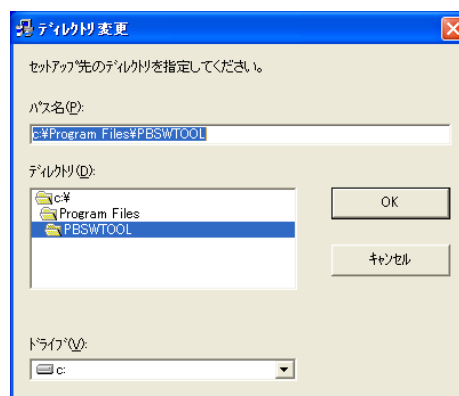 ﾃﾞｨﾚｸﾄﾘ変更
ｾｯﾄｱｯﾌﾟ先のﾃﾞｨﾚｸﾄﾘを指定してください。
ﾊﾟｽ名(P):
c:¥Program Files¥PBSWTOOL
ﾃﾞｨﾚｸﾄﾘ(D):
c:¥
Program Files
PBSWTOOL
OK
ｷｬﾝｾﾙ
ﾄﾞﾗｲﾌﾞ(V):
c: